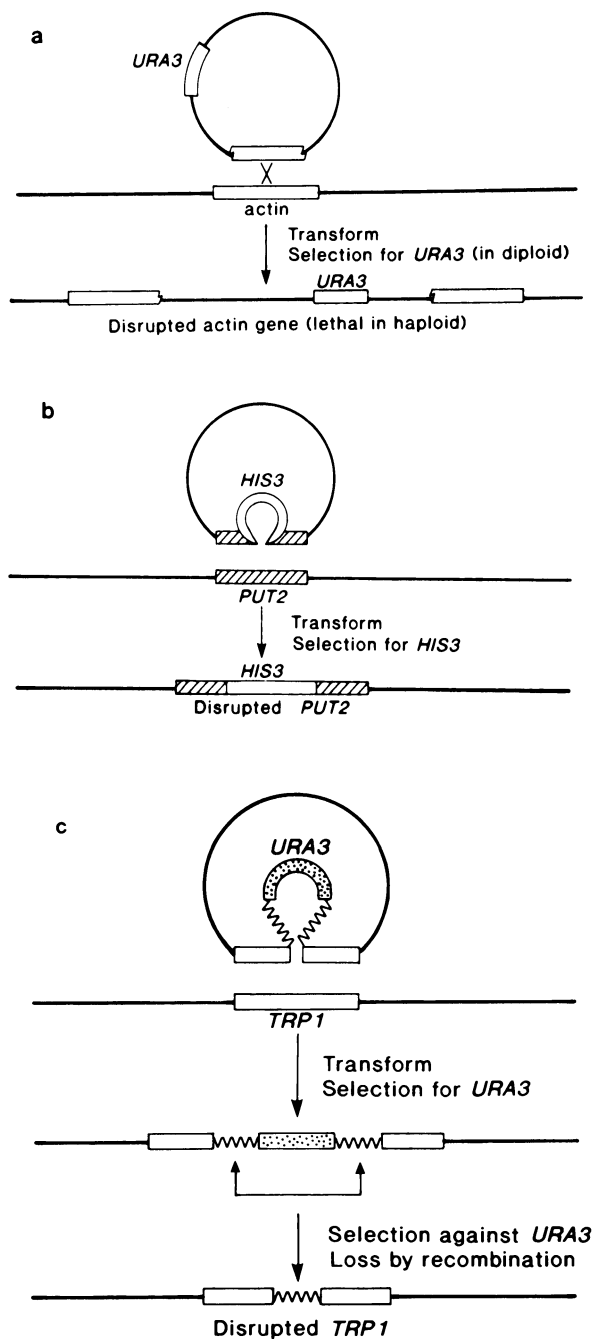 a
URA3
actin
Transform
Selection for URA3 (in diploid)
URA3
Disrupted actin gene (lethal in haploid)
b
HIS3
PUT2
Transform
Selection for HIS3
HIS3
Disrupted PUT2
c
URA3
TRP1
Transform
Selection for URA3
Selection against URA3
Loss by recombination
Disrupted TRP1